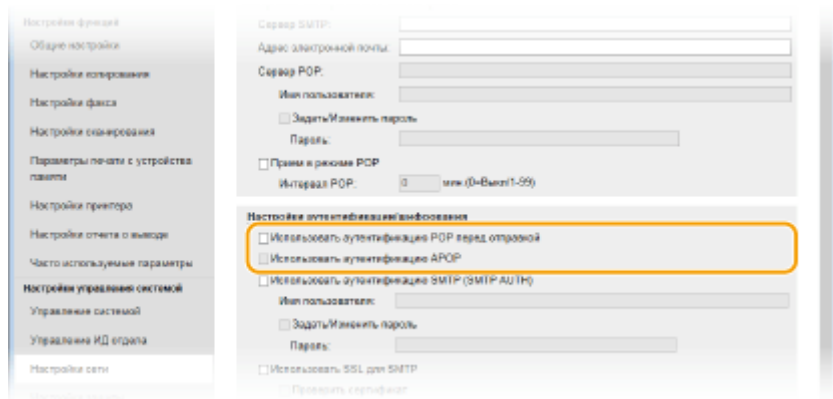 Настройки функций
Общие настройки
Настройки копирования
Настройки факса
Настройки сканирования
Параметры печати с устройства
памяти
Настройки принтера
Настройки отчета о выводе
Часто используемые параметры
Настройки управления системой
Управление системой
Управление ИД отдела
Настройки сети
Сервер SMTP:
Адрес электронной почты:
Сервер POP:
Имя пользователя:
Задать/Изменить пароль
Пароль:
Прием в режиме POP
Интервал POP: 0 мин.(0=Выкл/1-99)
Настройки аутентификации/шифрования
Использовать аутентификацию POP перед отправкой
Использовать аутентификацию APOP
Использовать аутентификацию SMTP (SMTP AUTH)
Имя пользователя:
Задать/Изменить пароль
Пароль:
Использовать SSL для SMTP
Проверить сертификат